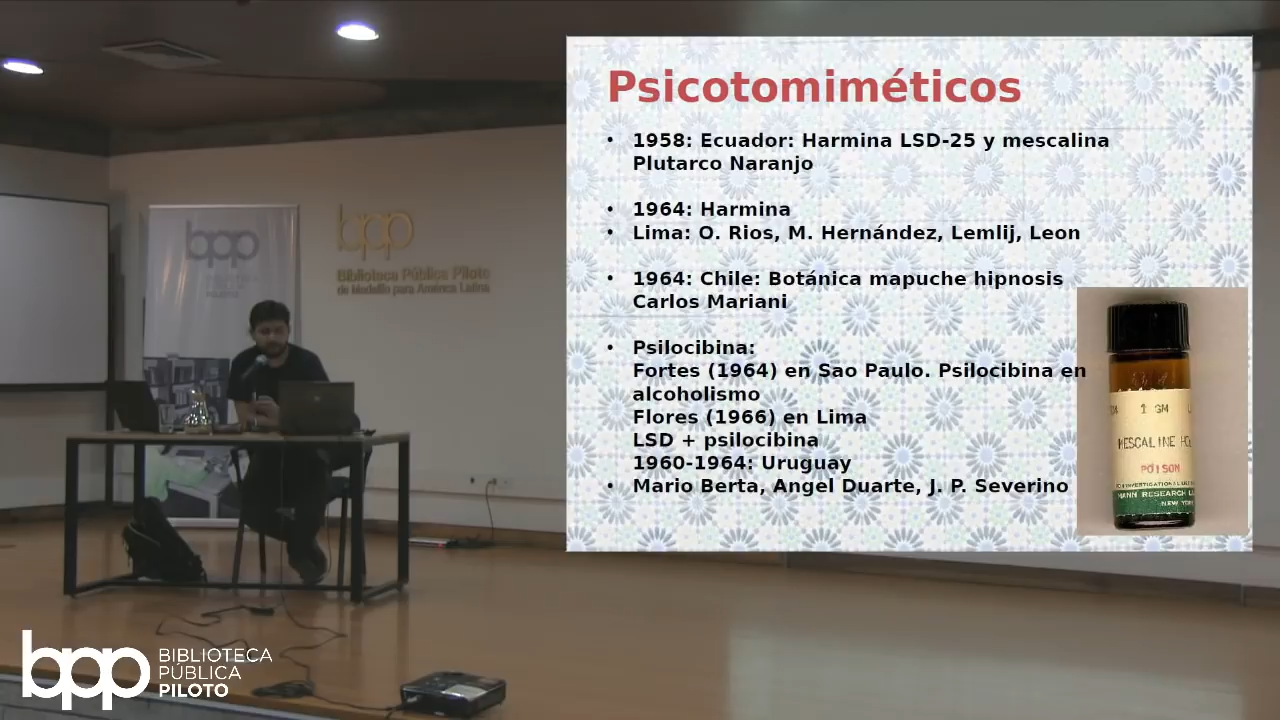 Psicotomiméticos
• 1958: Ecuador: Harmina LSD-25 y mescalina
Plutarco Naranjo
• 1964: Harmina
• Lima: O. Rios, M. Hernández, Lemlij, Leon
• 1964: Chile: Botánica mapuche hipnosis
Carlos Mariani
• Psilocibina:
Fortes (1964) en Sao Paulo. Psilocibina en
alcoholismo
Flores (1966) en Lima
LSD + psilocibina
1960-1964: Uruguay
• Mario Berta, Angel Duarte, J. P. Severino
1 GM
MESCALINE
POISON
MANN RESEARCH
NEW YORK
bpp
bpp
Biblioteca Pública Piloto
de Medellín para América Latina
bpp
BIBLIOTECA
PÚBLICA
PILOTO